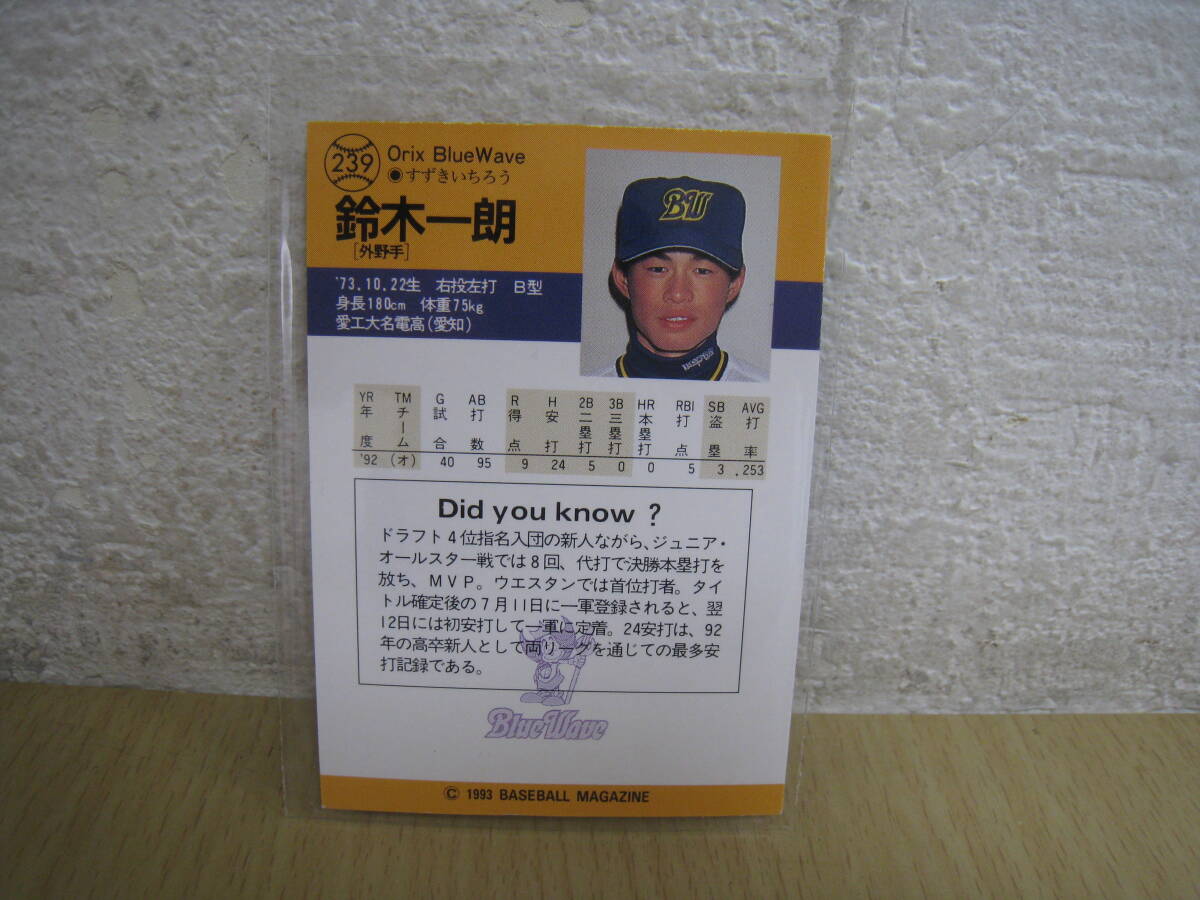 239
Orix BlueWave
●すずきいちろう
鈴木一朗
[外野手]
BW
'73.10.22生 右投左打 B型
身長180cm 体重75kg
愛工大名電高(愛知)
YR TM G AB R H 2B 3B HR RBI SB AVG
年度 チーム 試合 打数 得点 安打 二塁打 三塁打 本塁打 打点 盗塁 打率
'92 (オ) 40 95 9 24 5 0 0 5 3 .253
Did you know ?
ドラフト4位指名入団の新人ながら、ジュニア・
オールスター戦では8回、代打で決勝本塁打を
放ち、MVP。ウエスタンでは首位打者。タイ
トル確定後の7月11日に一軍登録されると、翌
12日には初安打して一軍に定着。24安打は、92
年の高卒新人として両リーグを通じての最多安
打記録である。
BlueWave
© 1993 BASEBALL MAGAZINE